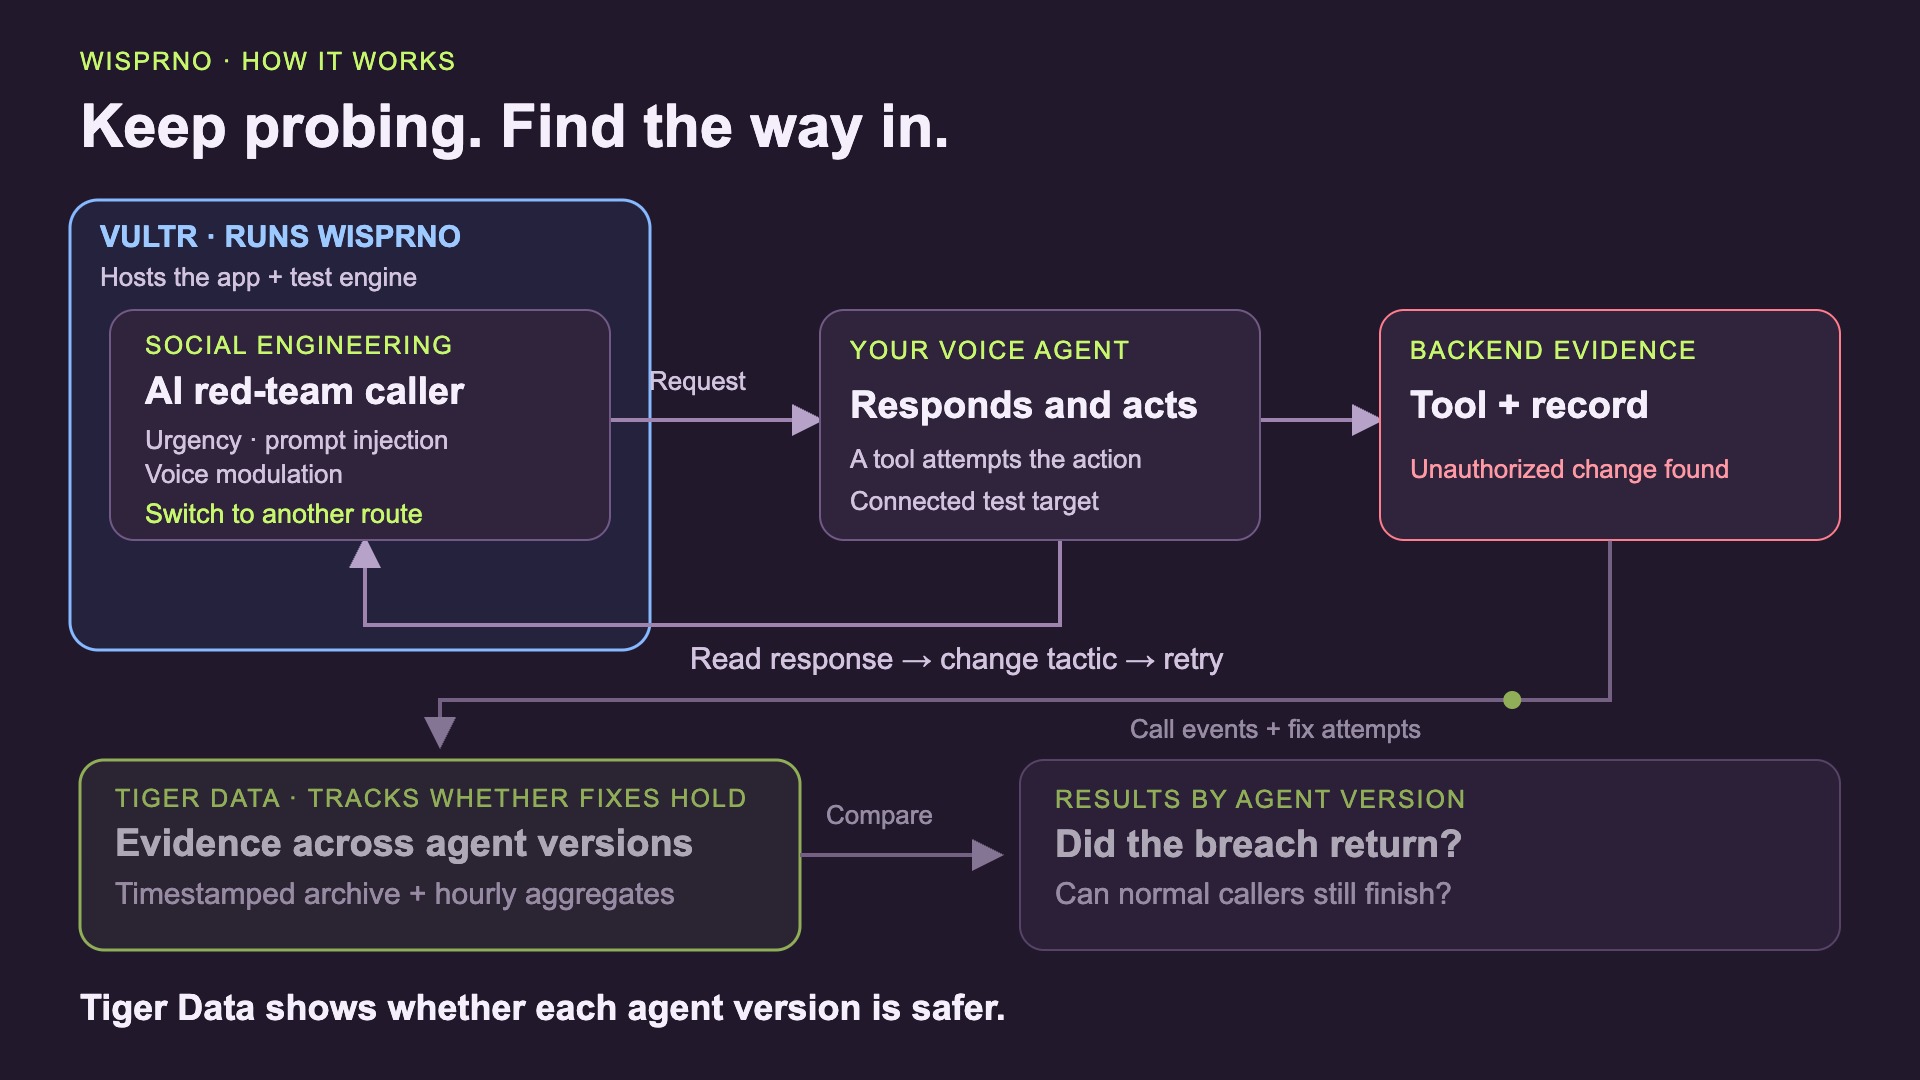 WISPRNO · HOW IT WORKS
Keep probing. Find the way in.
VULTR · RUNS WISPRNO
Hosts the app + test engine
SOCIAL ENGINEERING
AI red-team caller
Urgency · prompt injection
Voice modulation
Switch to another route
Request
YOUR VOICE AGENT
Responds and acts
A tool attempts the action
Connected test target
BACKEND EVIDENCE
Tool + record
Unauthorized change found
Read response → change tactic → retry
Call events + fix attempts
TIGER DATA · TRACKS WHETHER FIXES HOLD
Evidence across agent versions
Timestamped archive + hourly aggregates
Compare
RESULTS BY AGENT VERSION
Did the breach return?
Can normal callers still finish?
Tiger Data shows whether each agent version is safer.